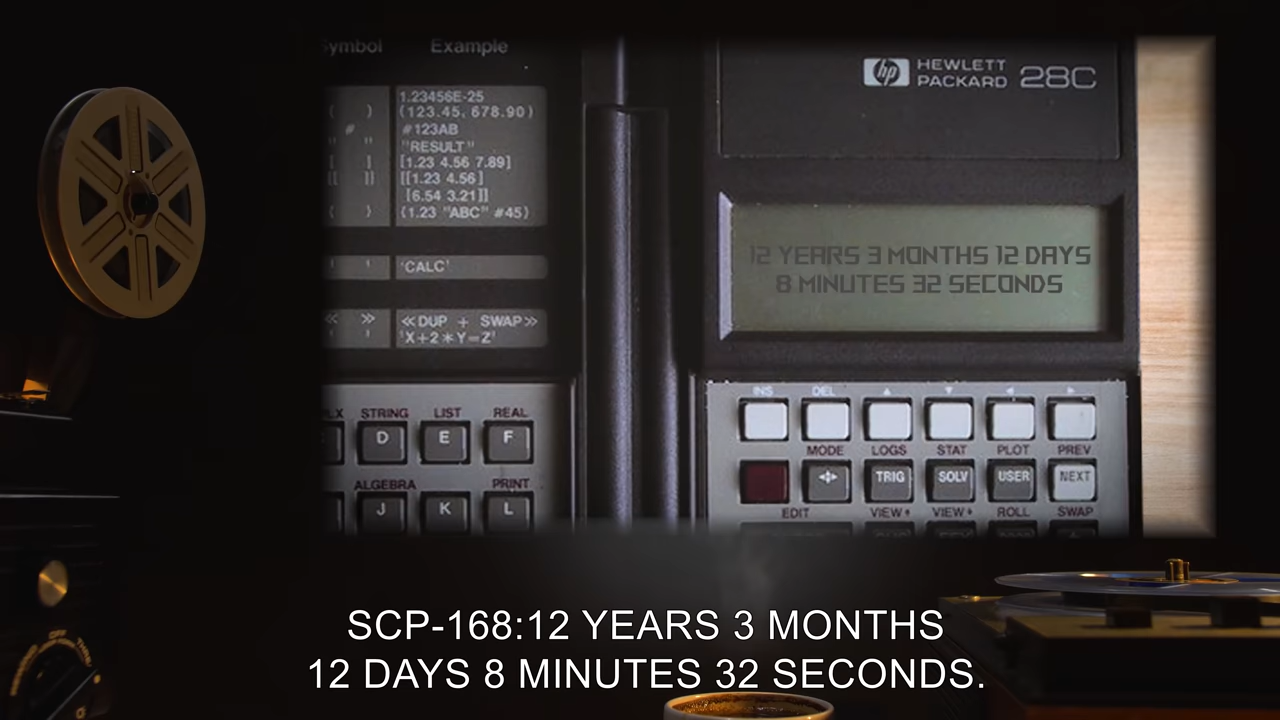 Symbol Example
1.23456E-25
( ) (123.45, 678.90)
# #123AB
" " "RESULT"
[ ] [1.23 4.56 7.89]
[[ ]] [[1.23 4.56]
[6.54 3.21]]
{ } {1.23 "ABC" #45}
' ' 'CALC'
« » «DUP + SWAP»
' ' 'X+2*Y=Z'
STRING LIST REAL
D E F
ALGEBRA PRINT
J K L
hp HEWLETT
PACKARD 28C
12 YEARS 3 MONTHS 12 DAYS
8 MINUTES 32 SECONDS
INS DEL ▲ ▼ ◀ ▶
MODE LOGS STAT PLOT PREV
TRIG SOLV USER NEXT
EDIT VIEW▲ VIEW▼ ROLL SWAP
SCP-168:12 YEARS 3 MONTHS
12 DAYS 8 MINUTES 32 SECONDS.